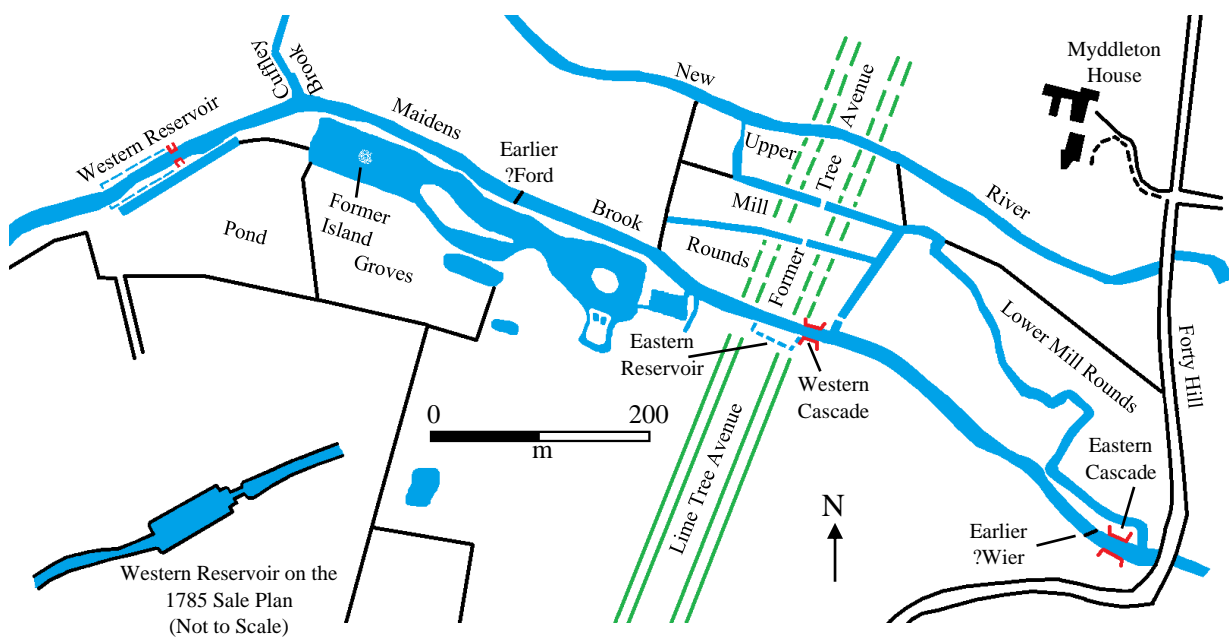 Cuffley
Brook
Western Reservoir
Maidens
Brook
Earlier
?Ford
Former
Island
Pond
Groves
New
River
Upper
Mill
Rounds
Former
Tree
Avenue
Myddleton
House
Lower Mill Rounds
Forty Hill
Eastern
Reservoir
Western
Cascade
Lime Tree Avenue
0 200
m
N
Eastern
Cascade
Earlier
?Wier
Western Reservoir on the
1785 Sale Plan
(Not to Scale)